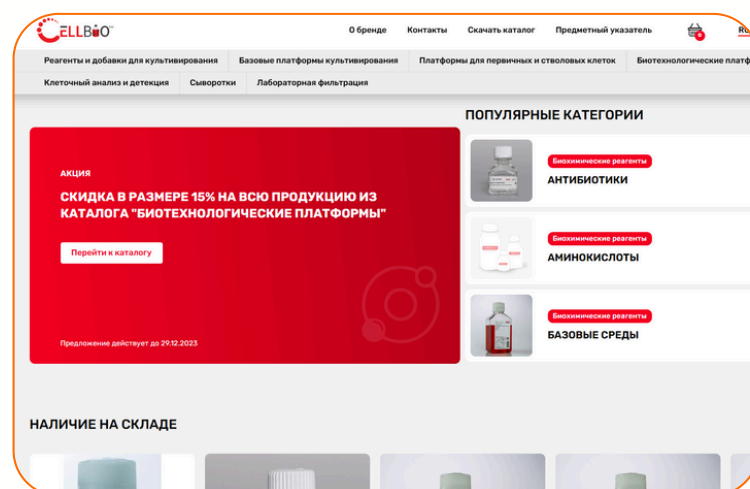 CELLBIO
О бренде Контакты Скачать каталог Предметный указатель 0
Реагенты и добавки для культивирования Базовые платформы культивирования Платформы для первичных и стволовых клеток Биотехнологические
Клеточный анализ и детекция Сыворотки Лабораторная фильтрация
ПОПУЛЯРНЫЕ КАТЕГОРИИ
АКЦИЯ
СКИДКА В РАЗМЕРЕ 15% НА ВСЮ ПРОДУКЦИЮ ИЗ
КАТАЛОГА "БИОТЕХНОЛОГИЧЕСКИЕ ПЛАТФОРМЫ"
Перейти к каталогу
Предложение действует до 29.12.2023
Биохимические реагенты
АНТИБИОТИКИ
Биохимические реагенты
АМИНОКИСЛОТЫ
Биохимические реагенты
БАЗОВЫЕ СРЕДЫ
НАЛИЧИЕ НА СКЛАДЕ